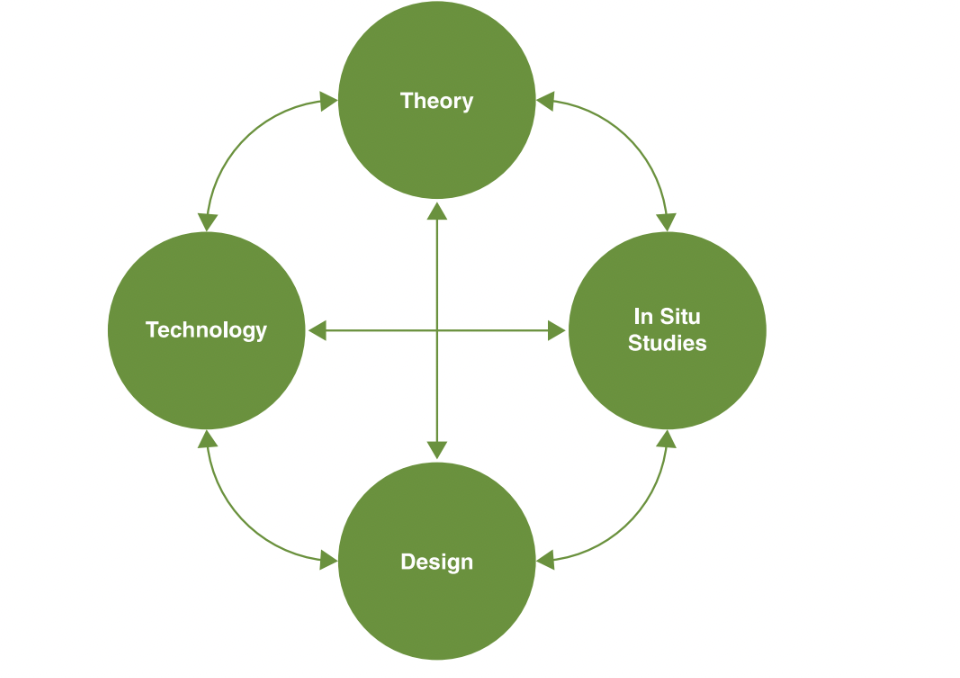 Theory
Technology
In Situ
Studies
Design